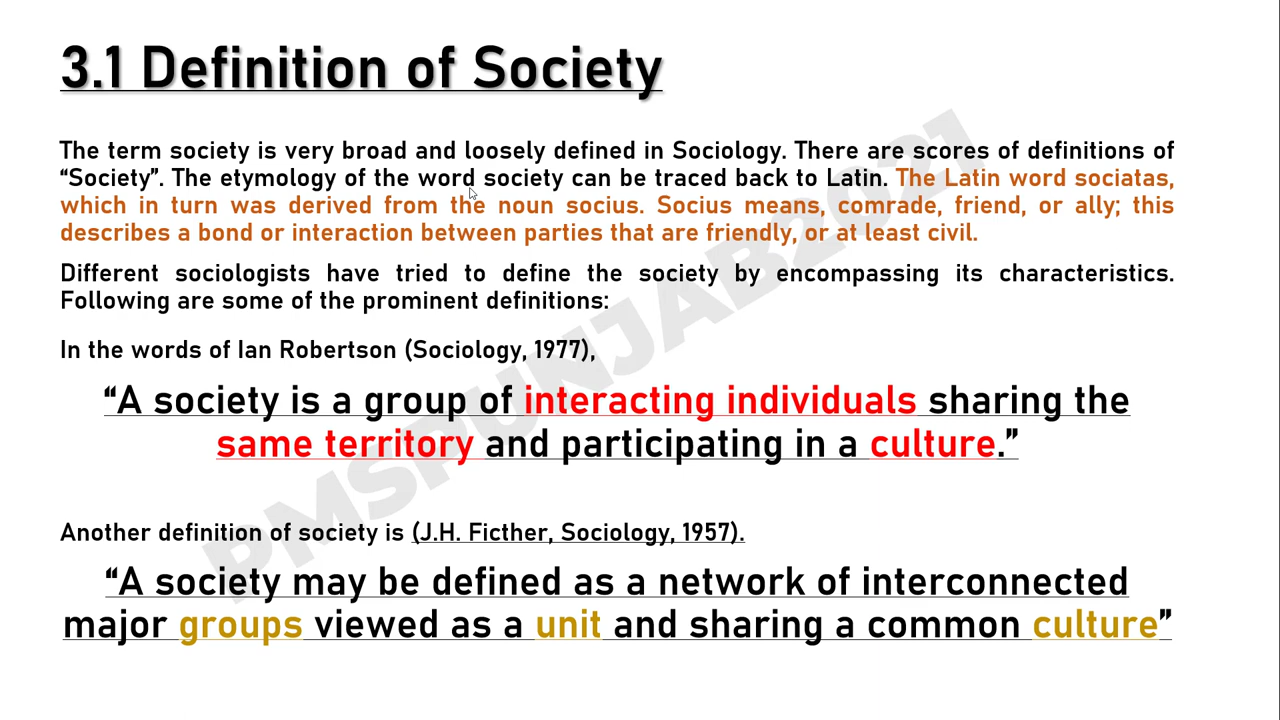 3.1 Definition of Society
The term society is very broad and loosely defined in Sociology. There are scores of definitions of
“Society”. The etymology of the word society can be traced back to Latin. The Latin word sociatas,
which in turn was derived from the noun socius. Socius means, comrade, friend, or ally; this
describes a bond or interaction between parties that are friendly, or at least civil.
Different sociologists have tried to define the society by encompassing its characteristics.
Following are some of the prominent definitions:
In the words of Ian Robertson (Sociology, 1977),
“A society is a group of interacting individuals sharing the
same territory and participating in a culture.”
Another definition of society is (J.H. Ficther, Sociology, 1957).
“A society may be defined as a network of interconnected
major groups viewed as a unit and sharing a common culture”
PMSPUNJAB2021